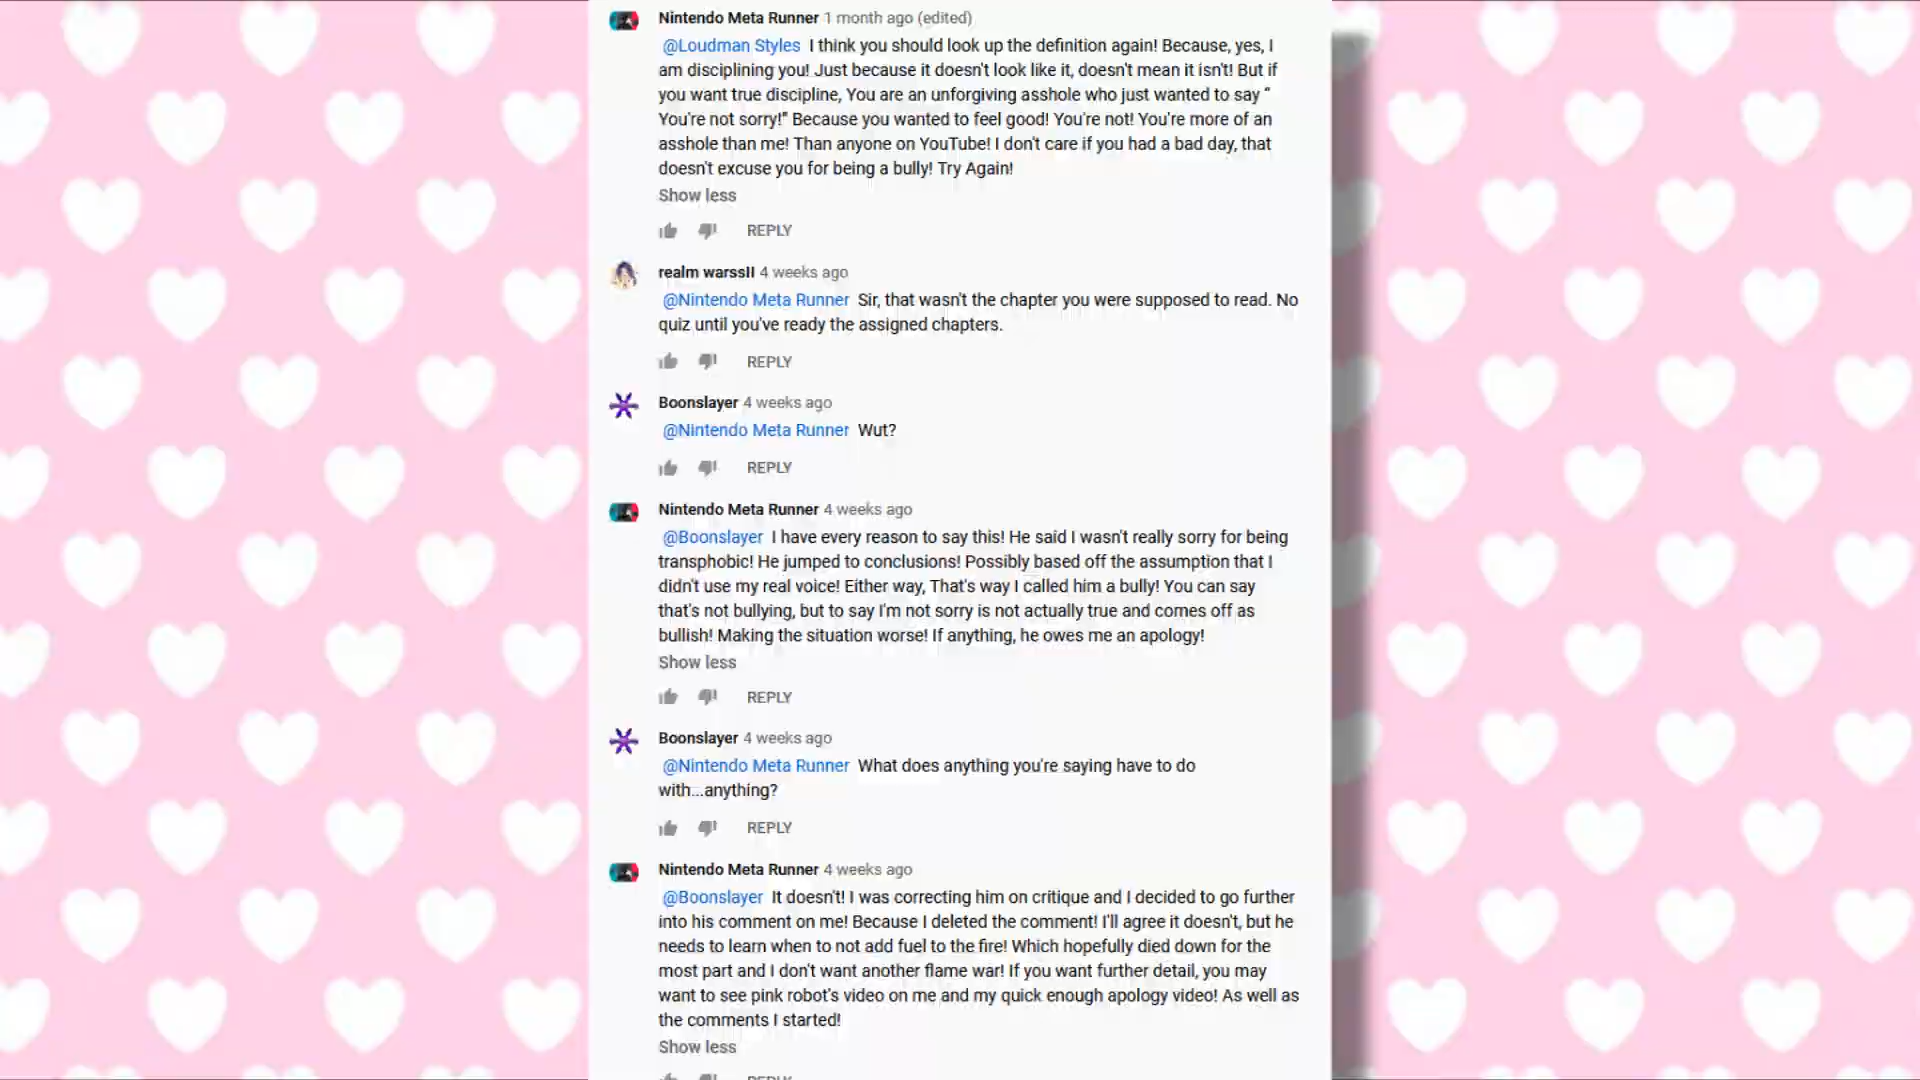 Nintendo Meta Runner 1 month ago (edited)
@Loudman Styles I think you should look up the definition again! Because, yes, I
am disciplining you! Just because it doesn't look like it, doesn't mean it isn't! But if
you want true discipline, You are an unforgiving asshole who just wanted to say “
You're not sorry!" Because you wanted to feel good! You're not! You're more of an
asshole than me! Than anyone on YouTube! I don't care if you had a bad day, that
doesn't excuse you for being a bully! Try Again!
Show less
REPLY
realm warssII 4 weeks ago
@Nintendo Meta Runner Sir, that wasn't the chapter you were supposed to read. No
quiz until you've ready the assigned chapters.
REPLY
Boonslayer 4 weeks ago
@Nintendo Meta Runner Wut?
REPLY
Nintendo Meta Runner 4 weeks ago
@Boonslayer I have every reason to say this! He said I wasn't really sorry for being
transphobic! He jumped to conclusions! Possibly based off the assumption that I
didn't use my real voice! Either way, That's way I called him a bully! You can say
that's not bullying, but to say I'm not sorry is not actually true and comes off as
bullish! Making the situation worse! If anything, he owes me an apology!
Show less
REPLY
Boonslayer 4 weeks ago
@Nintendo Meta Runner What does anything you're saying have to do
with...anything?
REPLY
Nintendo Meta Runner 4 weeks ago
@Boonslayer It doesn't! I was correcting him on critique and I decided to go further
into his comment on me! Because I deleted the comment! I'll agree it doesn't, but he
needs to learn when to not add fuel to the fire! Which hopefully died down for the
most part and I don't want another flame war! If you want further detail, you may
want to see pink robot's video on me and my quick enough apology video! As well as
the comments I started!
Show less
REPLY